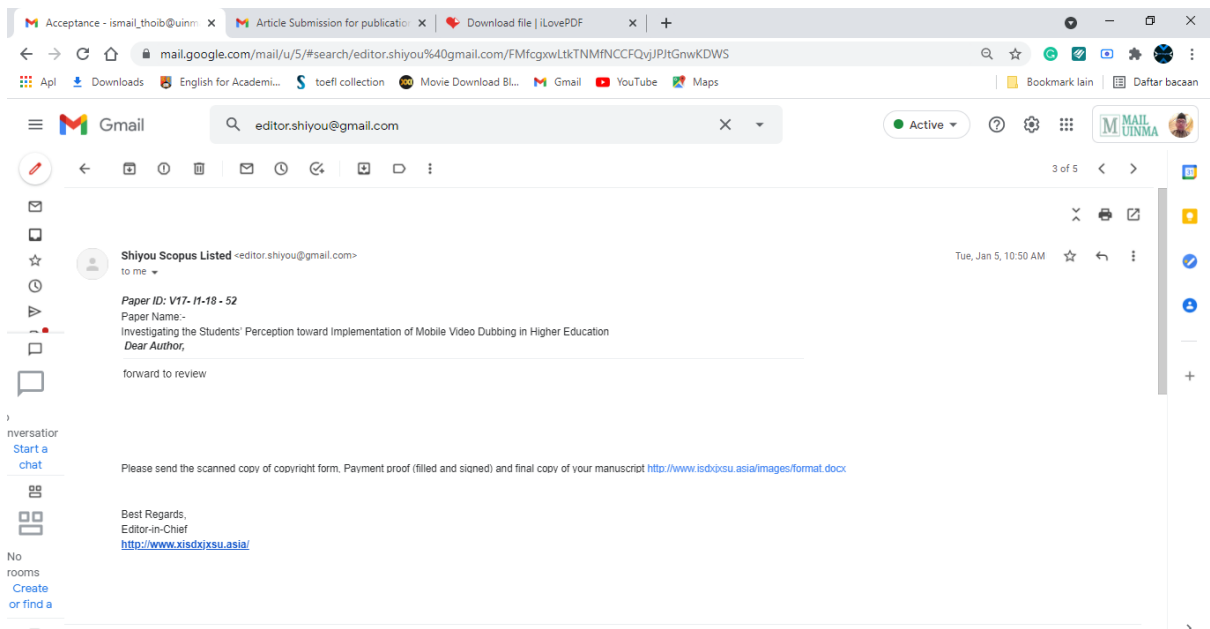 Acceptance - ismail_thoib@uinm
Article Submission for publication
Download file | iLovePDF
mail.google.com/mail/u/5/#search/editor.shiyou%40gmail.com/FMfcgxwLtkTNMfNCCFQvjJPJtGnwKDWS
Apl
Downloads
English for Academi...
toefl collection
Movie Download Bl...
Gmail
YouTube
Maps
Bookmark lain
Daftar bacaan
Gmail
editor.shiyou@gmail.com
Active
M MAIL
UINMA
3 of 5
31
Shiyou Scopus Listed <editor.shiyou@gmail.com>
Tue, Jan 5, 10:50 AM
to me
Paper ID: V17- I1-18 - 52
Paper Name:-
Investigating the Students' Perception toward Implementation of Mobile Video Dubbing in Higher Education
Dear Author,
forward to review
nversation
Start a
chat
Please send the scanned copy of copyright form, Payment proof (filled and signed) and final copy of your manuscript http://www.isdxjxsu.asia/images/format.docx
Best Regards,
Editor-in-Chief
http://www.xisdxjxsu.asia/
No
rooms
Create
or find a